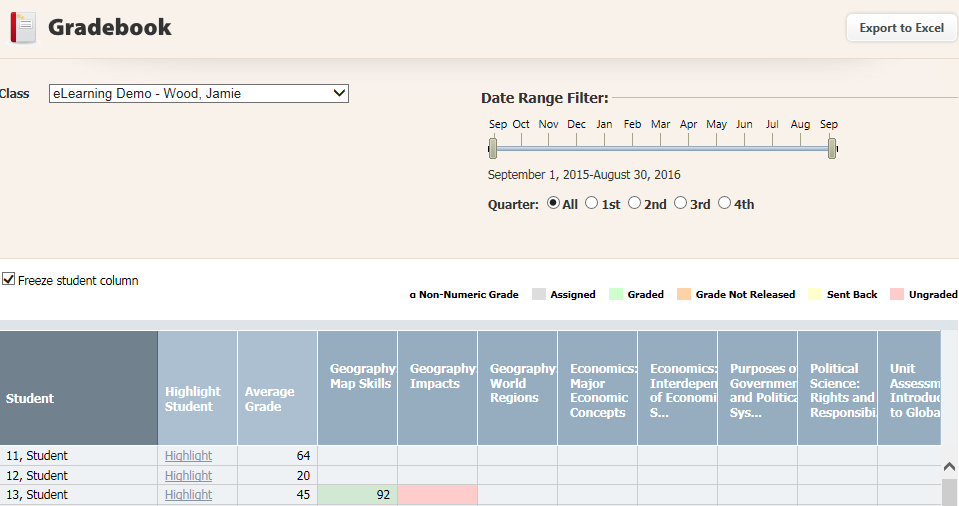 Gradebook
Export to Excel
Class
eLearning Demo - Wood, Jamie
Date Range Filter:
Sep Oct Nov Dec Jan Feb Mar Apr May Jun Jul Aug Sep
September 1, 2015-August 30, 2016
Quarter: All 1st 2nd 3rd 4th
Freeze student column
α Non-Numeric Grade Assigned Graded Grade Not Released Sent Back Ungraded
Student
Highlight
Student
Average
Grade
Geography
Map Skills
Geography
Impacts
Geography
World
Regions
Economics:
Major
Economic
Concepts
Economics:
Interdepen
of Economi
S...
Purposes o
Governmen
and Politica
Sys...
Political
Science:
Rights and
Responsibi
Unit
Assessm
Introduc
to Globa
11, Student Highlight 64
12, Student Highlight 20
13, Student Highlight 45 92